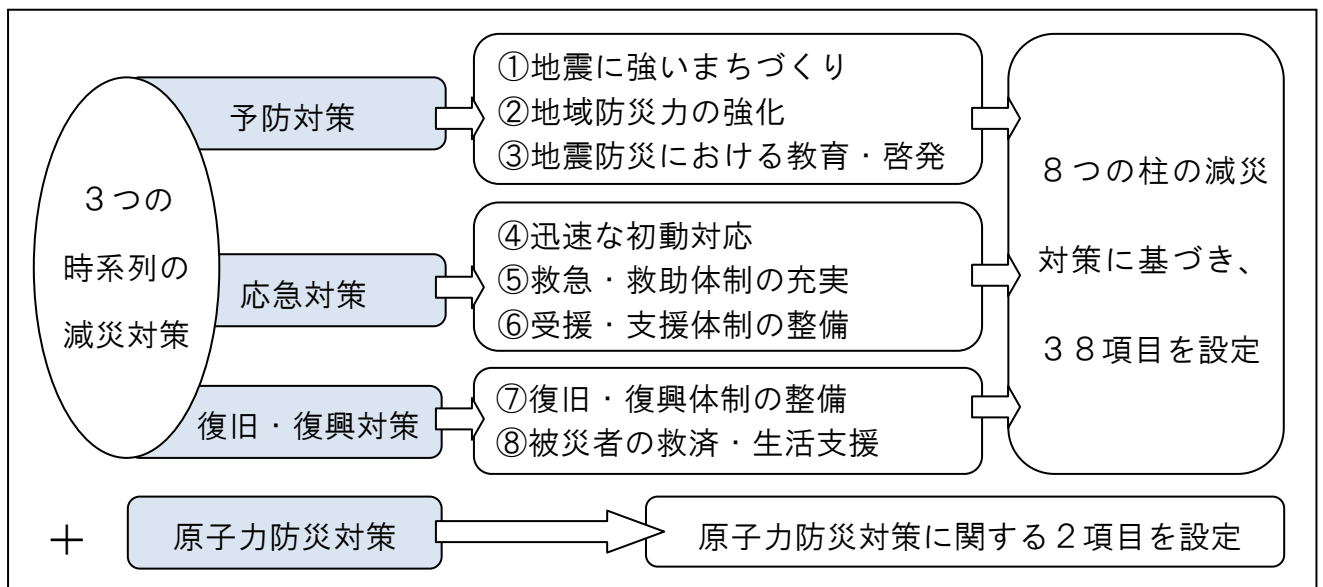 ３つの
時系列の
減災対策
予防対策
①地震に強いまちづくり
②地域防災力の強化
③地震防災における教育・啓発
応急対策
④迅速な初動対応
⑤救急・救助体制の充実
⑥受援・支援体制の整備
復旧・復興対策
⑦復旧・復興体制の整備
⑧被災者の救済・生活支援
８つの柱の減災
対策に基づき、
３８項目を設定
＋
原子力防災対策
原子力防災対策に関する２項目を設定